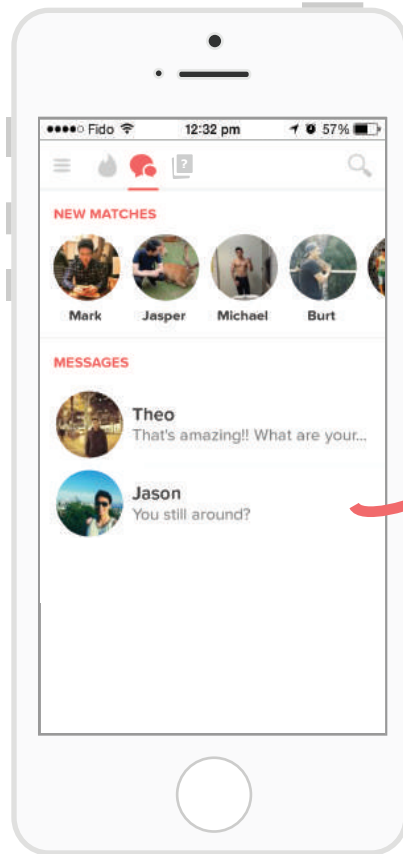 ●●●●○ Fido 12:32 pm 57%
?
NEW MATCHES
Mark Jasper Michael Burt
MESSAGES
Theo
That's amazing!! What are your...
Jason
You still around?